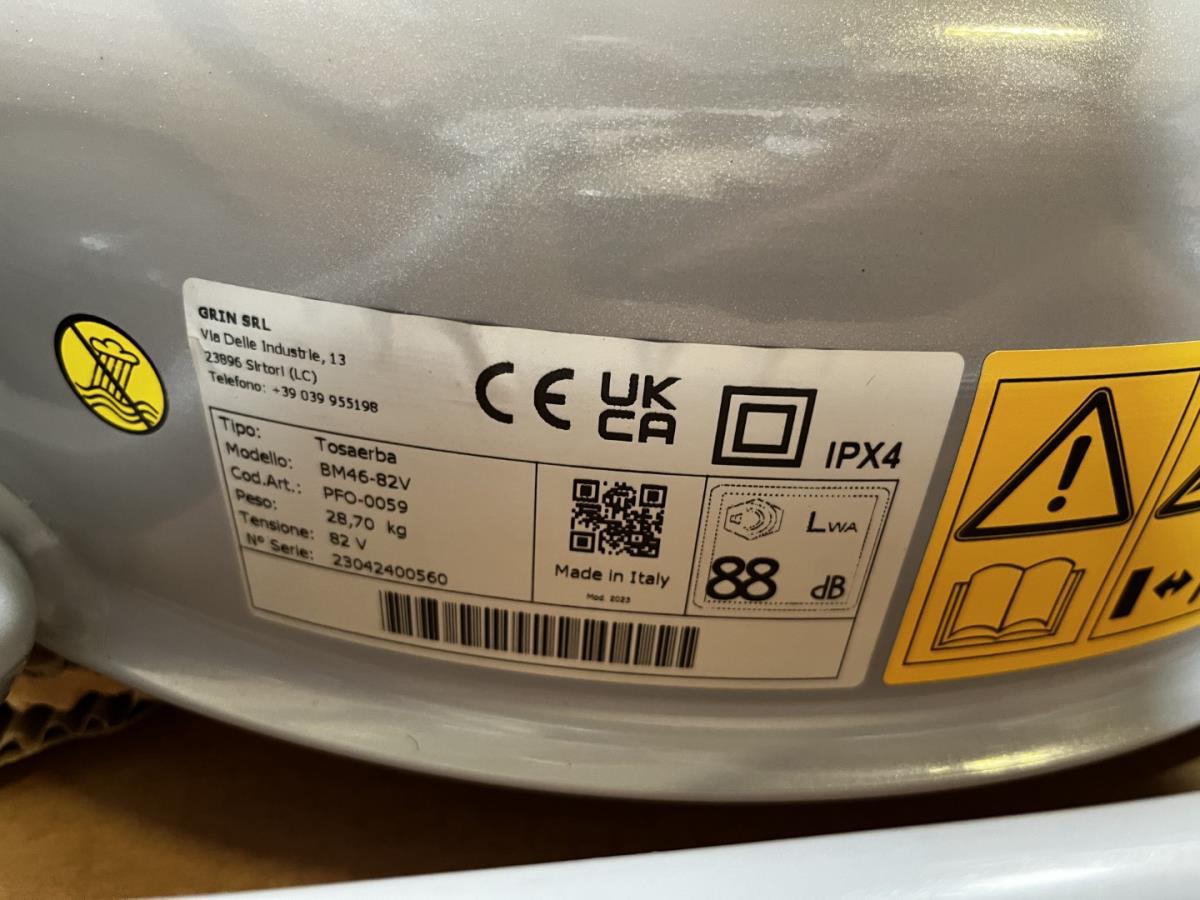 GRIN SRL
Via Delle Industrie, 13
23896 Sirtori (LC)
Telefono: +39 039 955198
CE UK CA
IPX4
Tipo: Tosaerba
Modello: BM46-82V
Cod.Art.: PFO-0059
Peso: 28,70 kg
Tensione: 82 V
N° Serie: 23042400560
Made in Italy
Mod. 2023
LWA
88 dB